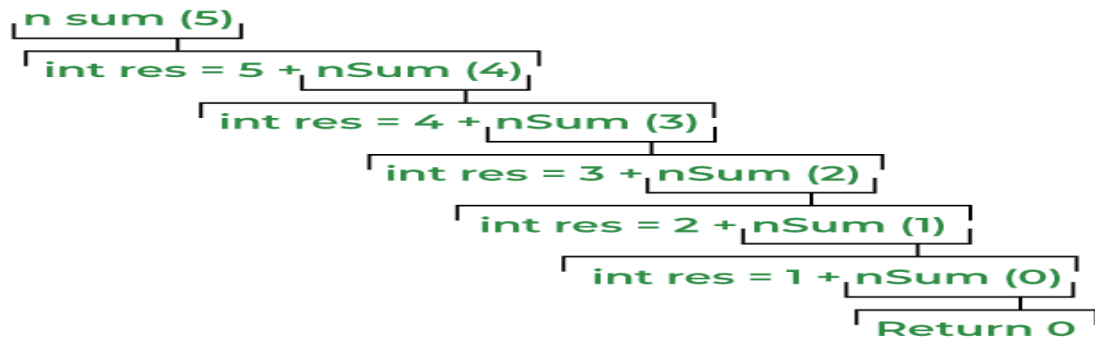 n sum (5)
int res = 5 + nSum (4)
int res = 4 + nSum (3)
int res = 3 + nSum (2)
int res = 2 + nSum (1)
int res = 1 + nSum (0)
Return 0